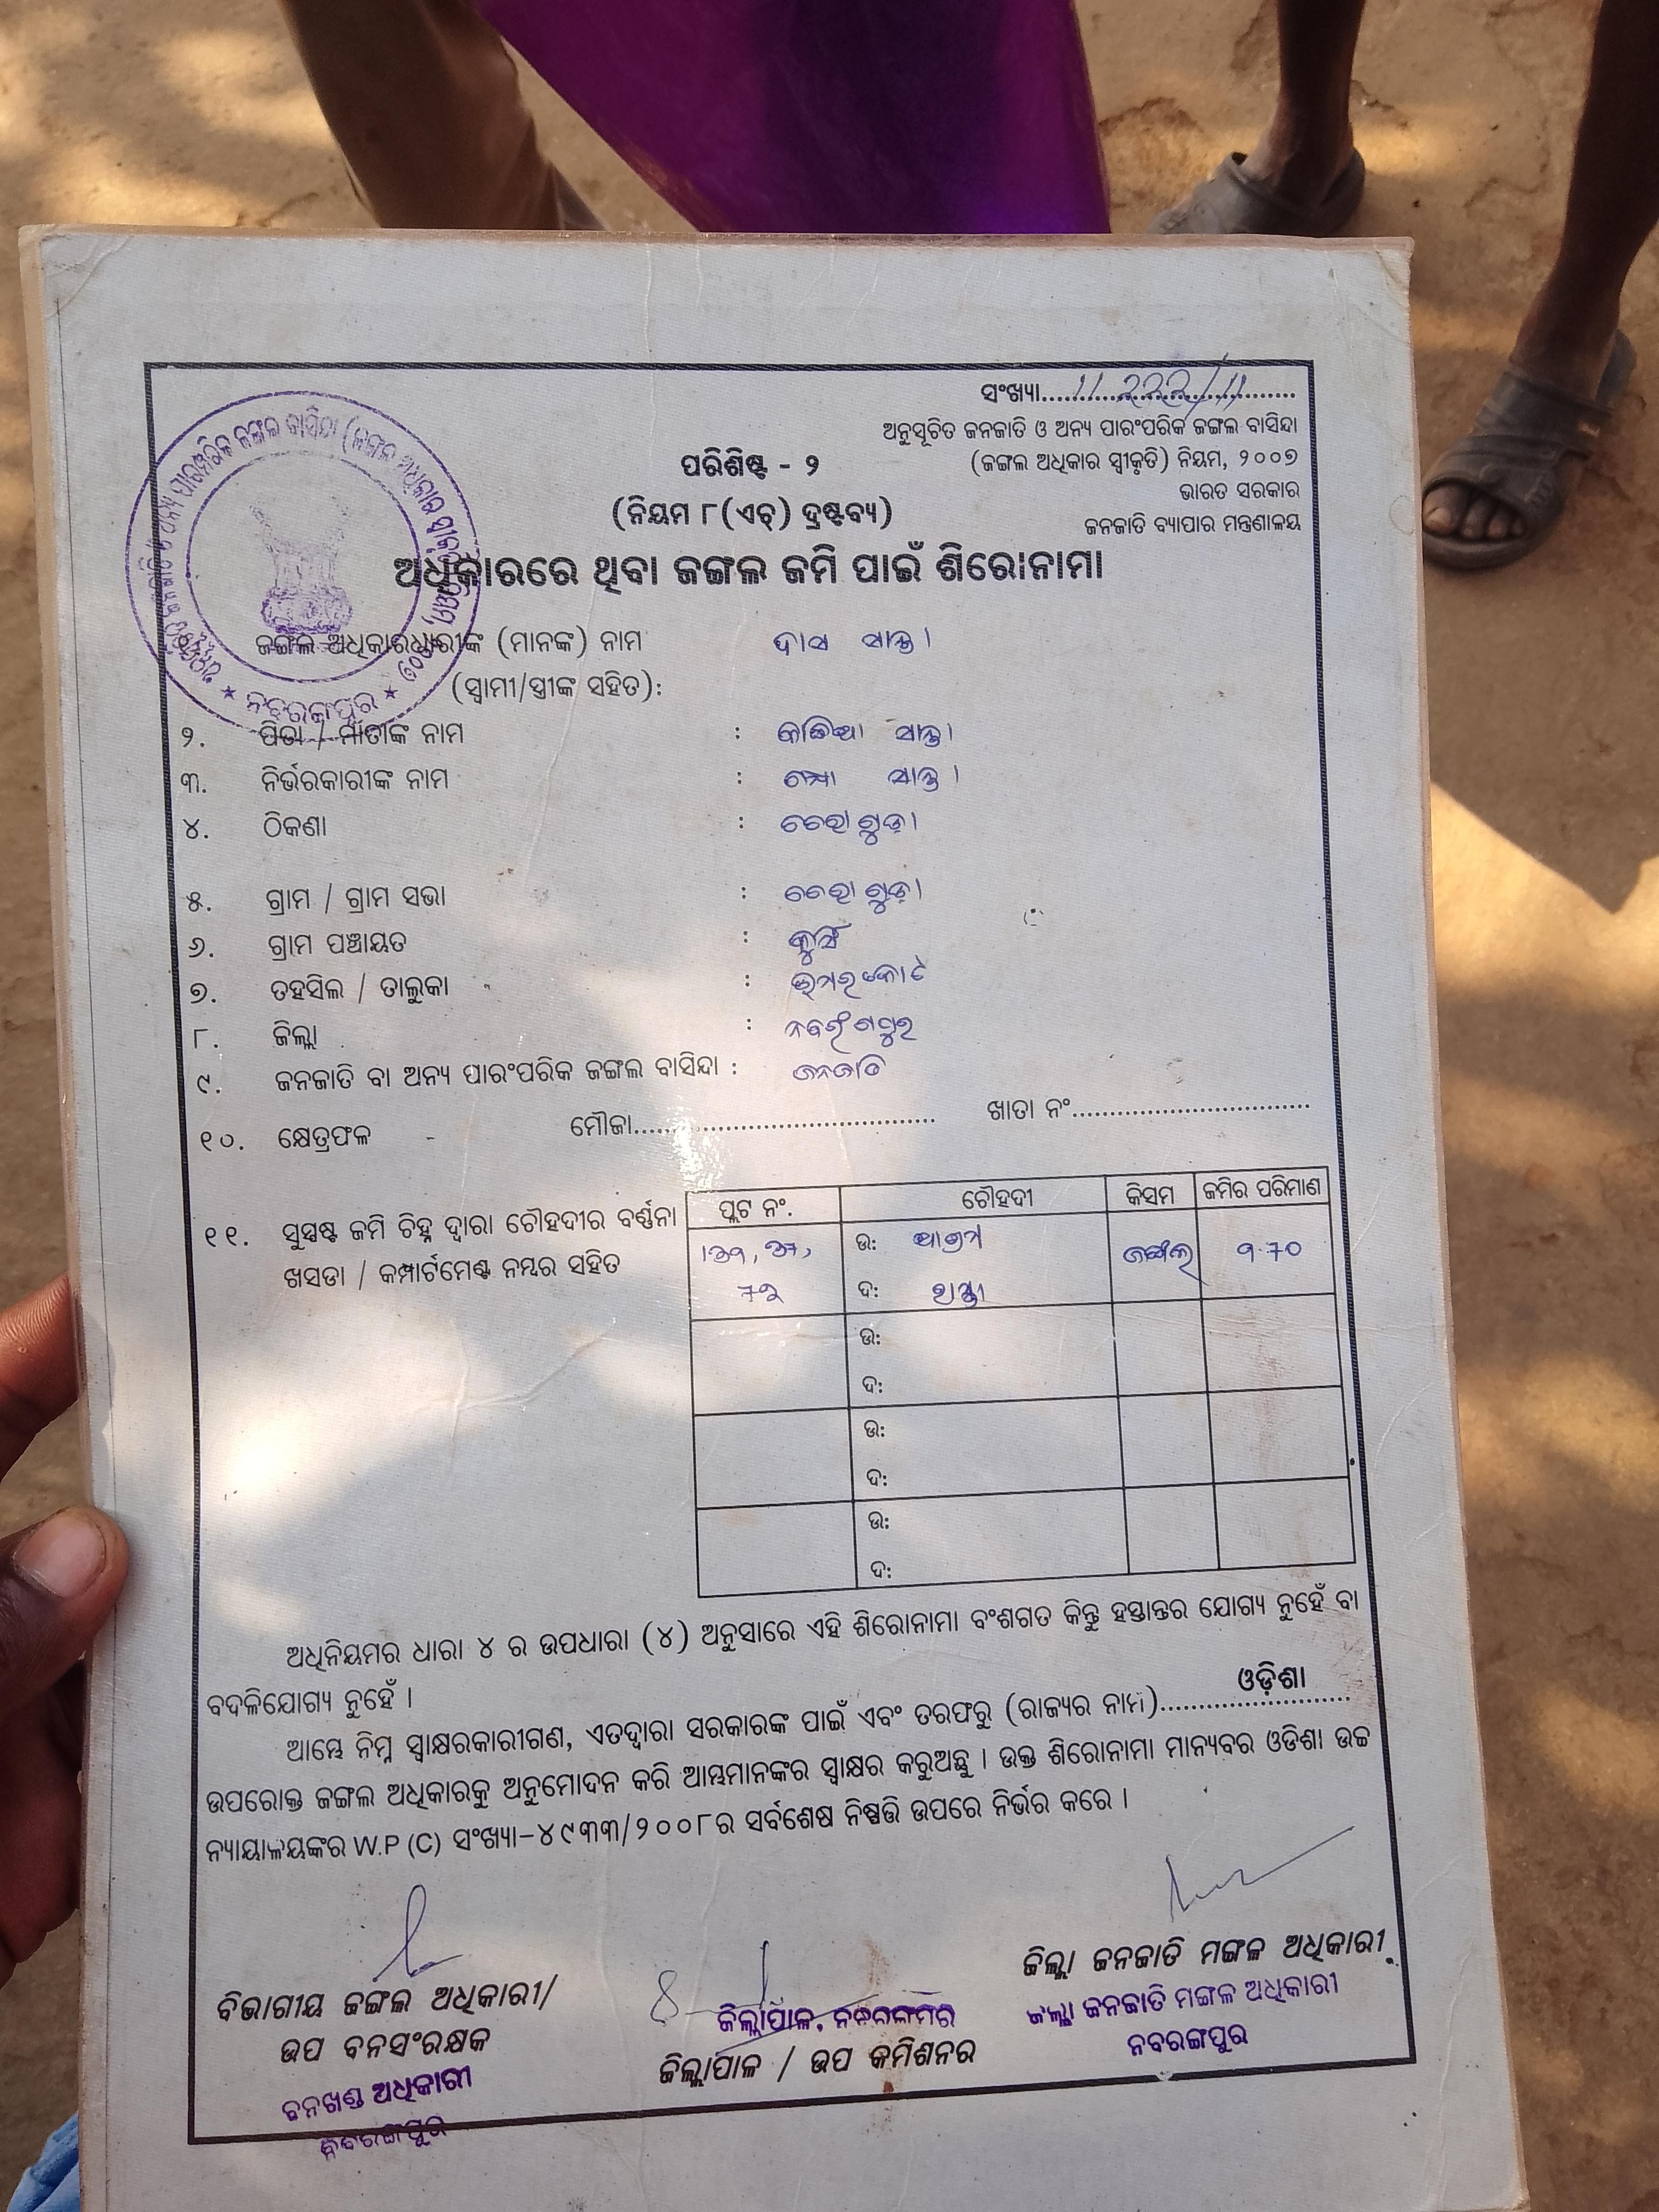 ସଂଖ୍ୟା
ଅନୁସୂଚିତ ଜନଜାତି ଓ ଅନ୍ୟ ପାରଂପରିକ ଜଙ୍ଗଲ ବାସିନ୍ଦା
(ଜଙ୍ଗଲ ଅଧିକାର ସ୍ୱୀକୃତି) ନିୟମ, ୨୦୦୭
ଭାରତ ସରକାର
ଜନଜାତି ବ୍ୟାପାର ମନ୍ତ୍ରଣାଳୟ
ପରିଶିଷ୍ଟ - ୨
(ନିୟମ ୮(ଏଚ୍) ଦ୍ରଷ୍ଟବ୍ୟ)
ଅଧିକାରରେ ଥିବା ଜଙ୍ଗଲ ଜମି ପାଇଁ ଶିରୋନାମା
ଜଙ୍ଗଲ ଅଧିକାରଧାରୀଙ୍କ (ମାନଙ୍କ) ନାମ ଦାସ ସାନ୍ତା
(ସ୍ୱାମୀ/ସ୍ତ୍ରୀଙ୍କ ସହିତ):
୨. ପିତା / ମାତାଙ୍କ ନାମ : ସାନ୍ତା
୩. ନିର୍ଭରକାରୀଙ୍କ ନାମ : ସାନ୍ତା
୪. ଠିକଣା :
୫. ଗ୍ରାମ / ଗ୍ରାମ ସଭା :
୬. ଗ୍ରାମ ପଞ୍ଚାୟତ :
୭. ତହସିଲ / ତାଲୁକା : ଉମରକୋଟ
୮. ଜିଲ୍ଲା : ନବରଁଗପୁର
୯. ଜନଜାତି ବା ଅନ୍ୟ ପାରଂପରିକ ଜଙ୍ଗଲ ବାସିନ୍ଦା : ଜନଜାତି
୧୦. କ୍ଷେତ୍ରଫଳ - ମୌଜା ଖାତା ନଂ
୧୧. ସୁସ୍ପଷ୍ଟ ଜମି ଚିହ୍ନ ଦ୍ୱାରା ଚୌହଦୀର ବର୍ଣ୍ଣନା
ଖସଡା / କମ୍ପାର୍ଟମେଣ୍ଟ ନମ୍ବର ସହିତ
ପ୍ଲଟ ନଂ. ଚୌହଦୀ କିସମ ଜମିର ପରିମାଣ
ଉ: ଜଙ୍ଗଲ
ଦ:
ଉ:
ଦ:
ଉ:
ଦ:
ଉ:
ଦ:
ଅଧିନିୟମର ଧାରା ୪ ର ଉପଧାରା (୪) ଅନୁସାରେ ଏହି ଶିରୋନାମା ବଂଶଗତ କିନ୍ତୁ ହସ୍ତାନ୍ତର ଯୋଗ୍ୟ ନୁହେଁ ବା
ବଦଳିଯୋଗ୍ୟ ନୁହେଁ ।
ଆମ୍ଭେ ନିମ୍ନ ସ୍ୱାକ୍ଷରକାରୀଗଣ, ଏତଦ୍ଦ୍ୱାରା ସରକାରଙ୍କ ପାଇଁ ଏବଂ ତରଫରୁ (ରାଜ୍ୟର ନାମ) ଓଡ଼ିଶା
ଉପରୋକ୍ତ ଜଙ୍ଗଲ ଅଧିକାରକୁ ଅନୁମୋଦନ କରି ଆମ୍ଭମାନଙ୍କର ସ୍ୱାକ୍ଷର କରୁଅଛୁ । ଉକ୍ତ ଶିରୋନାମା ମାନ୍ୟବର ଓଡିଶା ଉଚ୍ଚ
ନ୍ୟାୟାଳୟଙ୍କର W.P (C) ସଂଖ୍ୟା-୪୯୩୩/୨୦୦୮ର ସର୍ବଶେଷ ନିଷ୍ପତ୍ତି ଉପରେ ନିର୍ଭର କରେ ।
ବିଭାଗୀୟ ଜଙ୍ଗଲ ଅଧିକାରୀ/
ଉପ ବନସଂରକ୍ଷକ
ବନଖଣ୍ଡ ଅଧିକାରୀ
ନବରଙ୍ଗପୁର
ଜିଲ୍ଲାପାଳ,
ଜିଲ୍ଲାପାଳ / ଉପ କମିଶନର
ଜିଲ୍ଲା ଜନଜାତି ମଙ୍ଗଳ ଅଧିକାରୀ
ଜିଲ୍ଲା ଜନଜାତି ମଙ୍ଗଳ ଅଧିକାରୀ
ନବରଙ୍ଗପୁର